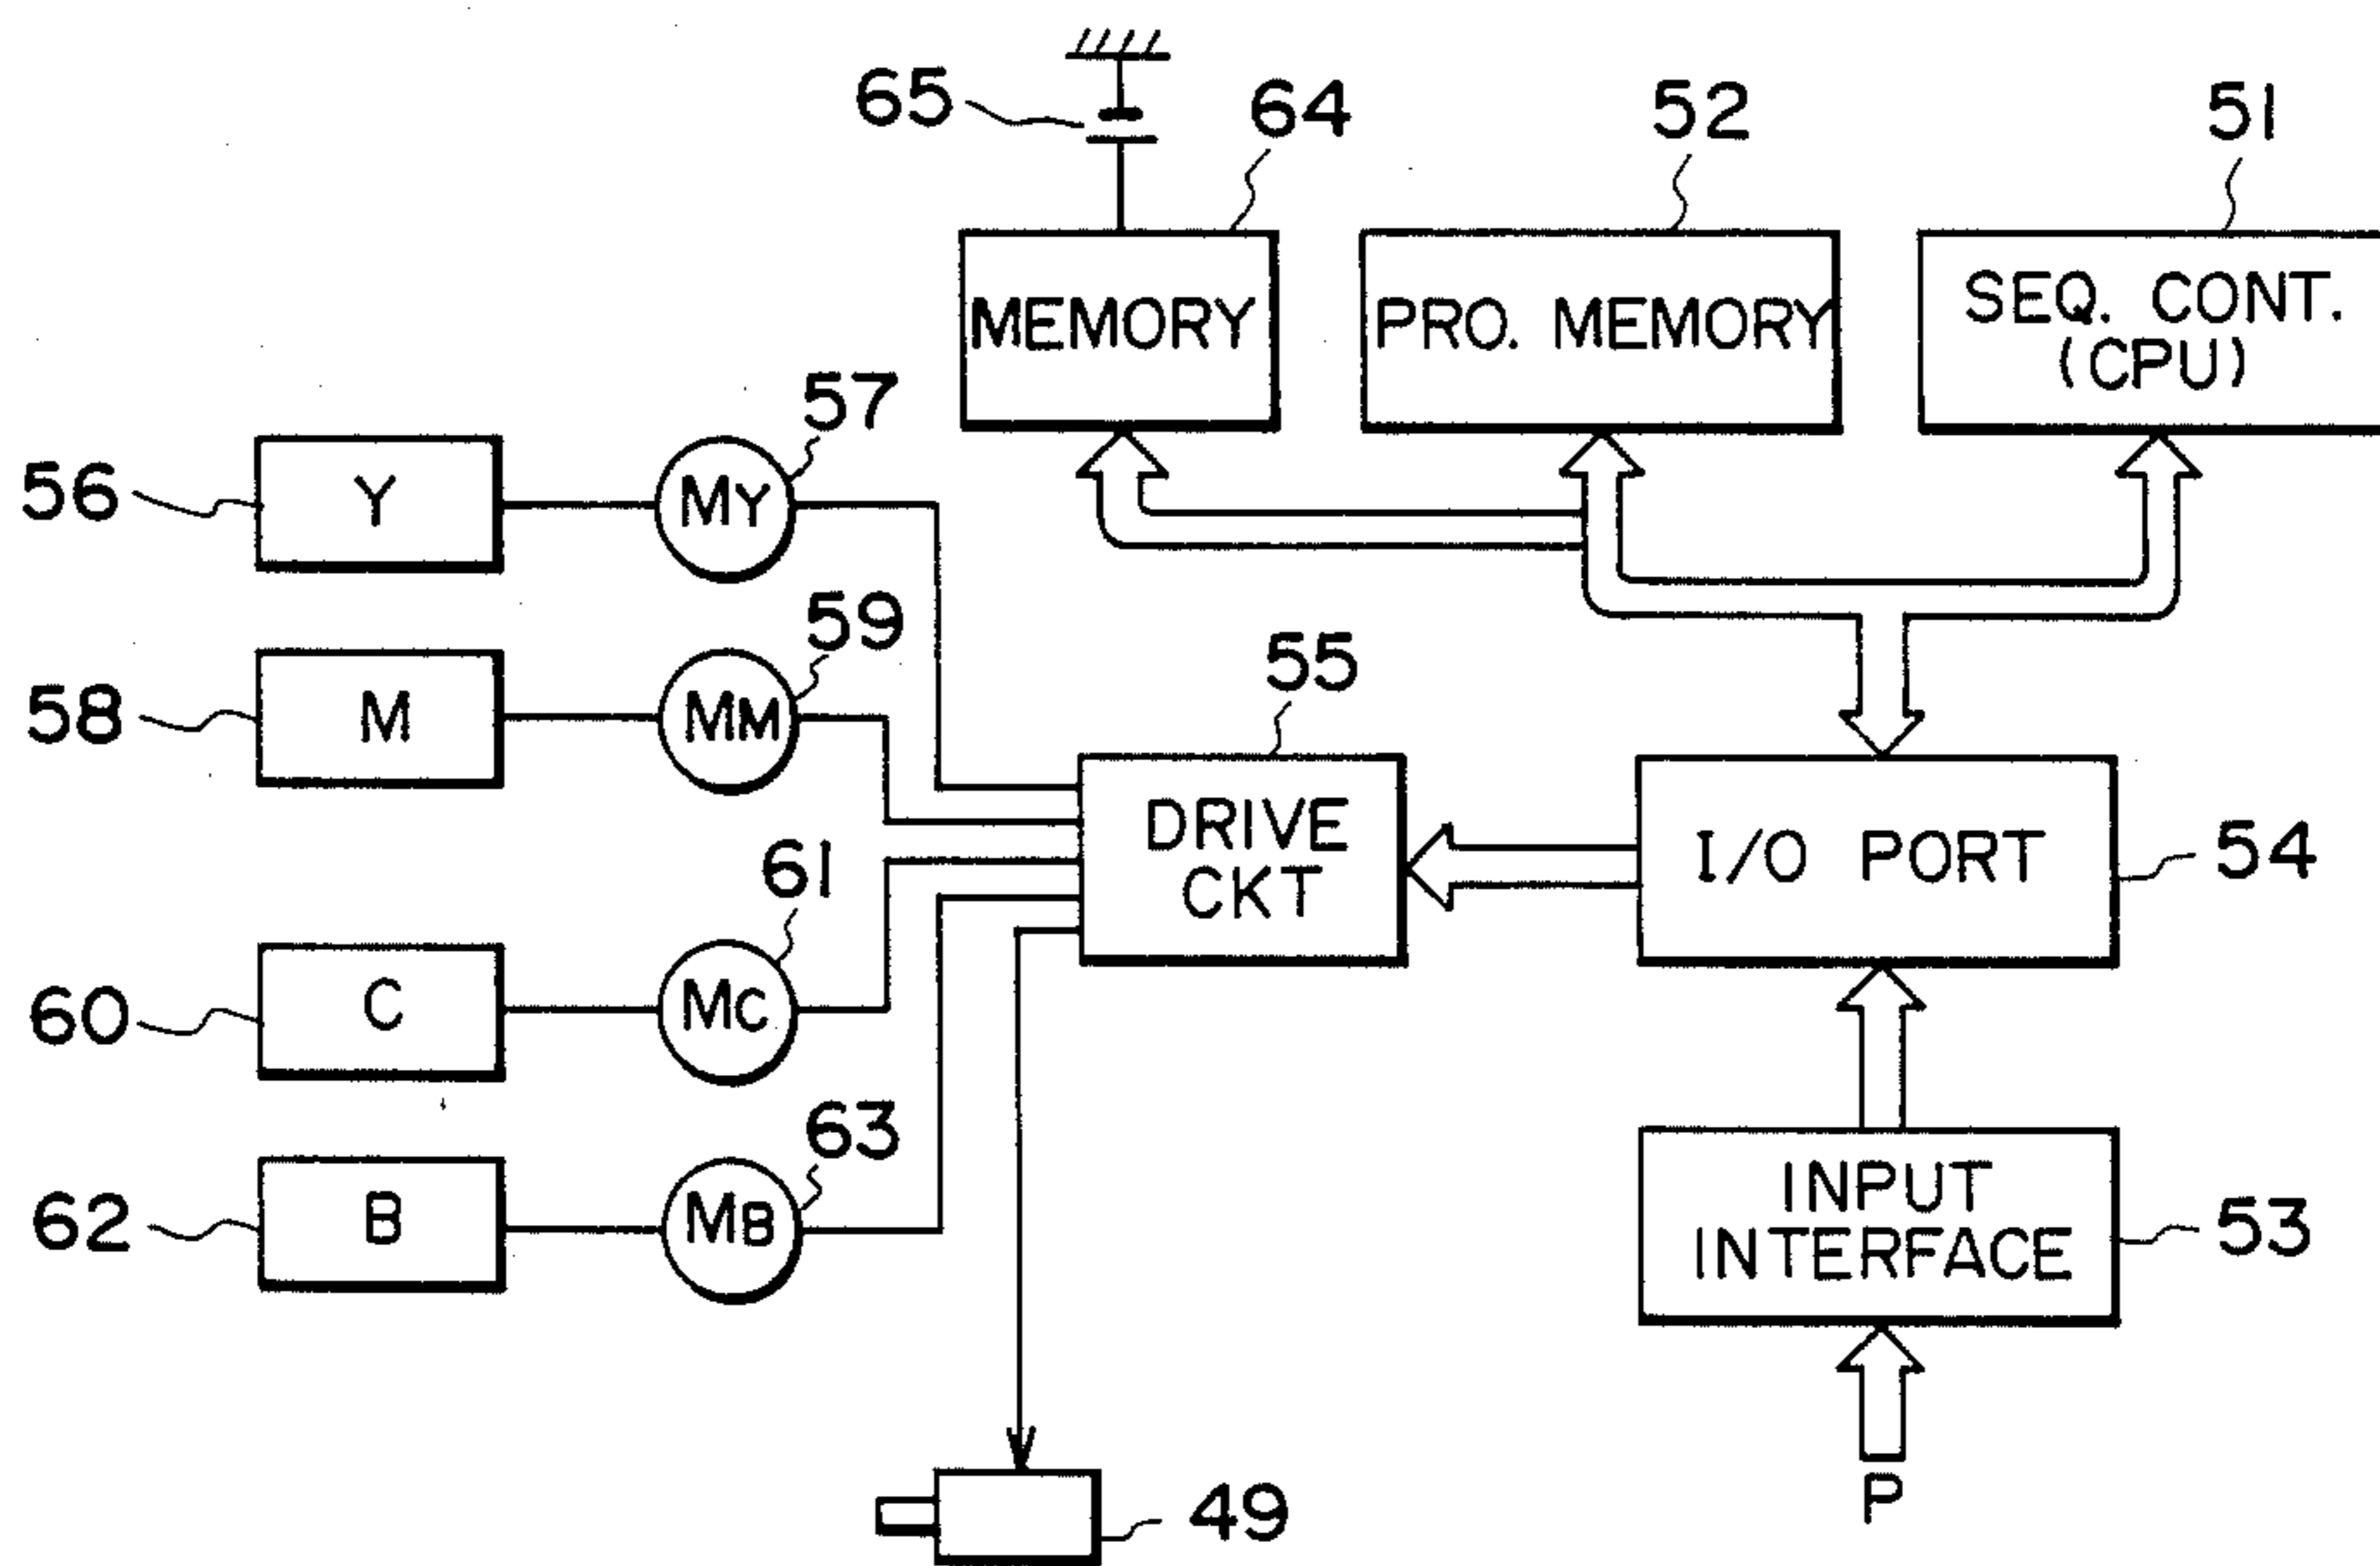 65
64
52
51
MEMORY
PRO. MEMORY
SEQ. CONT.
(CPU)
57
56
Y
MY
59
58
M
MM
55
DRIVE
CKT
I/O PORT
54
61
60
C
MC
63
62
B
MB
INPUT
INTERFACE
53
P
49